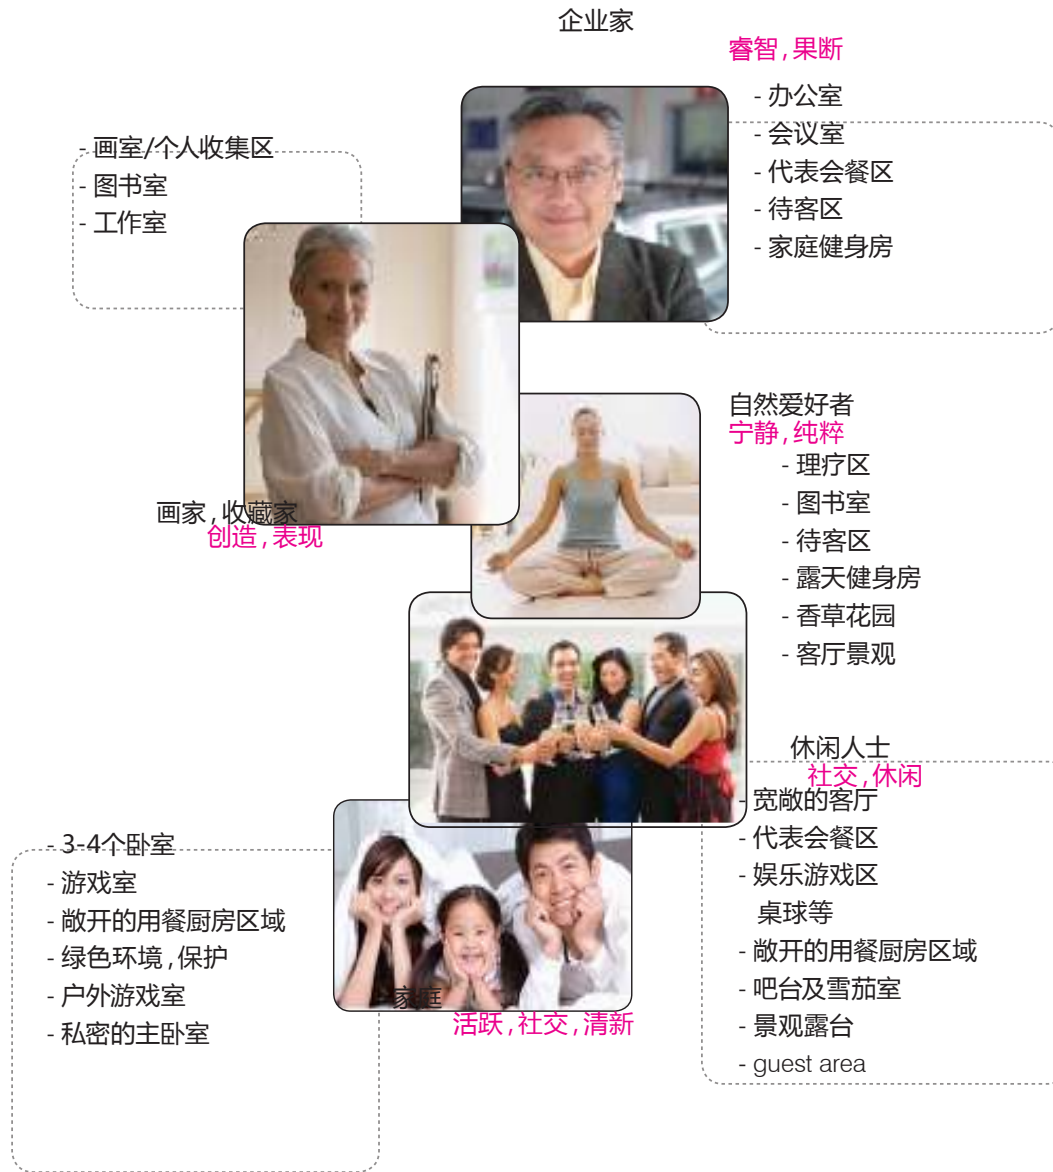 企业家
睿智,果断
- 办公室
- 会议室
- 代表会餐区
- 待客区
- 家庭健身房
- 画室/个人收集区
- 图书室
- 工作室
画家,收藏家
创造,表现
自然爱好者
宁静,纯粹
- 理疗区
- 图书室
- 待客区
- 露天健身房
- 香草花园
- 客厅景观
休闲人士
社交,休闲
- 宽敞的客厅
- 代表会餐区
- 娱乐游戏区
桌球等
- 敞开的用餐厨房区域
- 吧台及雪茄室
- 景观露台
- guest area
- 3-4个卧室
- 游戏室
- 敞开的用餐厨房区域
- 绿色环境,保护
- 户外游戏室
- 私密的主卧室
家庭
活跃,社交,清新